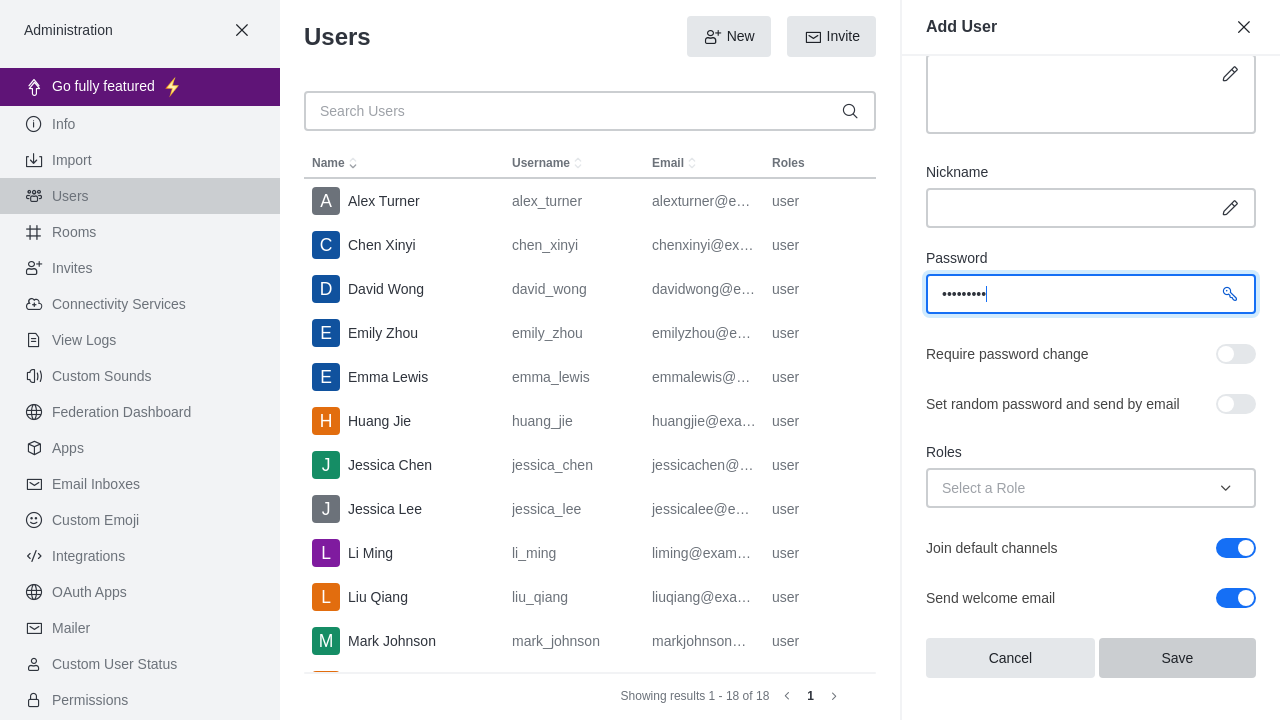 Administration
Go fully featured ⚡
Info
Import
Users
Rooms
Invites
Connectivity Services
View Logs
Custom Sounds
Federation Dashboard
Apps
Email Inboxes
Custom Emoji
Integrations
OAuth Apps
Mailer
Custom User Status
Permissions
Users
New
Invite
Search Users
Name Username Email Roles
A Alex Turner alex_turner alexturner@e… user
C Chen Xinyi chen_xinyi chenxinyi@ex… user
D David Wong david_wong davidwong@e… user
E Emily Zhou emily_zhou emilyzhou@e… user
E Emma Lewis emma_lewis emmalewis@… user
H Huang Jie huang_jie huangjie@exa… user
J Jessica Chen jessica_chen jessicachen@… user
J Jessica Lee jessica_lee jessicalee@e… user
L Li Ming li_ming liming@exam… user
L Liu Qiang liu_qiang liuqiang@exa… user
M Mark Johnson mark_johnson markjohnson… user
Showing results 1 - 18 of 18 1
Add User
Nickname
Password
•••••••••
Require password change
Set random password and send by email
Roles
Select a Role
Join default channels
Send welcome email
Cancel
Save